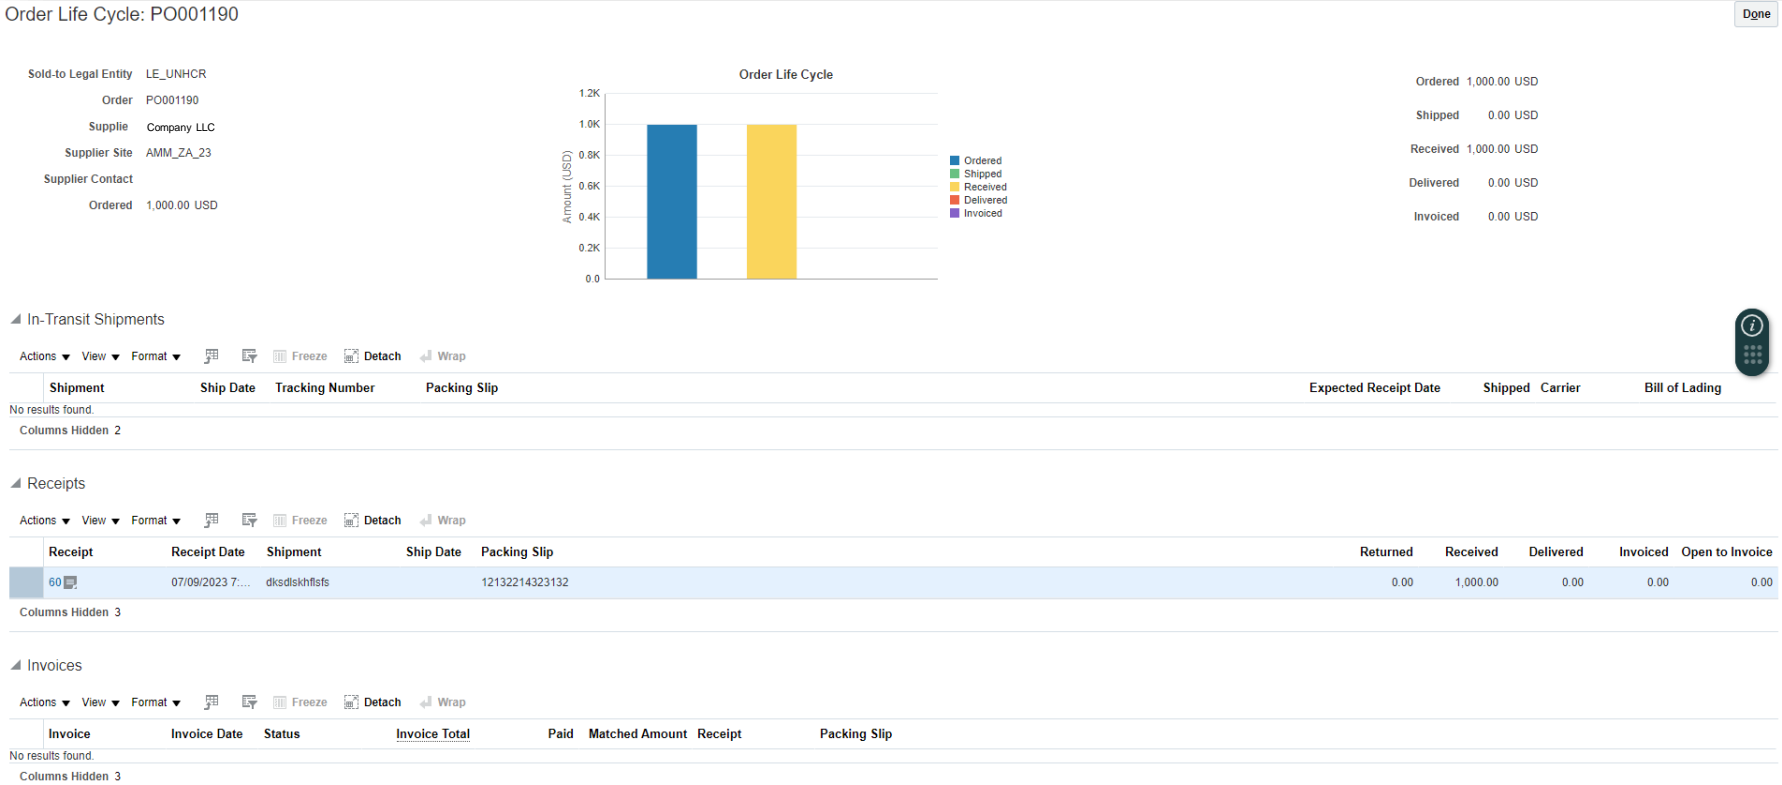 Order Life Cycle: PO001190
Done
Sold-to Legal Entity LE_UNHCR
Order PO001190
Supplie Company LLC
Supplier Site AMM_ZA_23
Supplier Contact
Ordered 1,000.00 USD
Order Life Cycle
1.2K
1.0K
0.8K
0.6K
0.4K
0.2K
0.0
Amount (USD)
Ordered
Shipped
Received
Delivered
Invoiced
Ordered 1,000.00 USD
Shipped 0.00 USD
Received 1,000.00 USD
Delivered 0.00 USD
Invoiced 0.00 USD
In-Transit Shipments
Actions View Format Freeze Detach Wrap
Shipment Ship Date Tracking Number Packing Slip Expected Receipt Date Shipped Carrier Bill of Lading
No results found.
Columns Hidden 2
Receipts
Actions View Format Freeze Detach Wrap
Receipt Receipt Date Shipment Ship Date Packing Slip Returned Received Delivered Invoiced Open to Invoice
60 07/09/2023 7:... dksdlskhflsfs 12132214323132 0.00 1,000.00 0.00 0.00 0.00
Columns Hidden 3
Invoices
Actions View Format Freeze Detach Wrap
Invoice Invoice Date Status Invoice Total Paid Matched Amount Receipt Packing Slip
No results found.
Columns Hidden 3